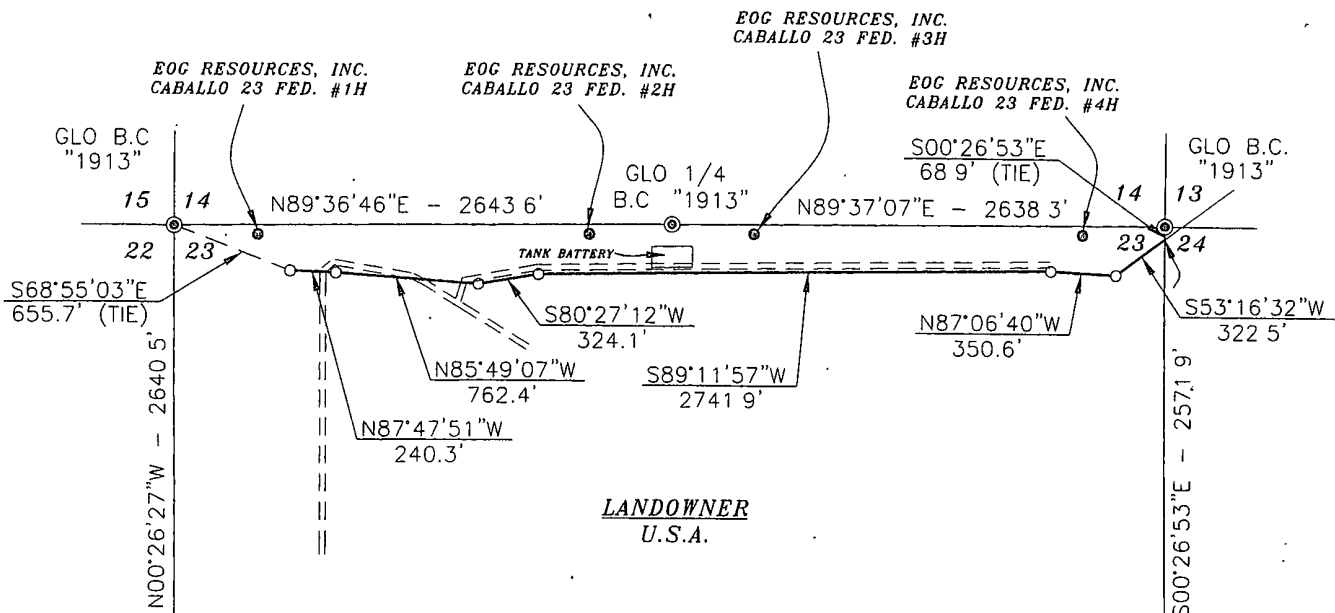 EOG RESOURCES, INC.
CABALLO 23 FED. #3H
EOG RESOURCES, INC.
CABALLO 23 FED. #1H
EOG RESOURCES, INC.
CABALLO 23 FED. #2H
EOG RESOURCES, INC.
CABALLO 23 FED. #4H
GLO B.C
"1913"
S00°26'53"E
68 9' (TIE)
GLO B.C.
"1913"
GLO 1/4
B.C "1913"
15 14
N89°36'46"E - 2643 6'
N89°37'07"E - 2638 3'
14 13
22 23
TANK BATTERY
23 24
S68°55'03"E
655.7' (TIE)
S80°27'12"W
324.1'
N87°06'40"W
350.6'
S53°16'32"W
322 5'
N85°49'07"W
762.4'
S89°11'57"W
2741 9'
N87°47'51"W
240.3'
N00°26'27"W - 2640 5'
S00°26'53"E - 2571 9'
LANDOWNER
U.S.A.